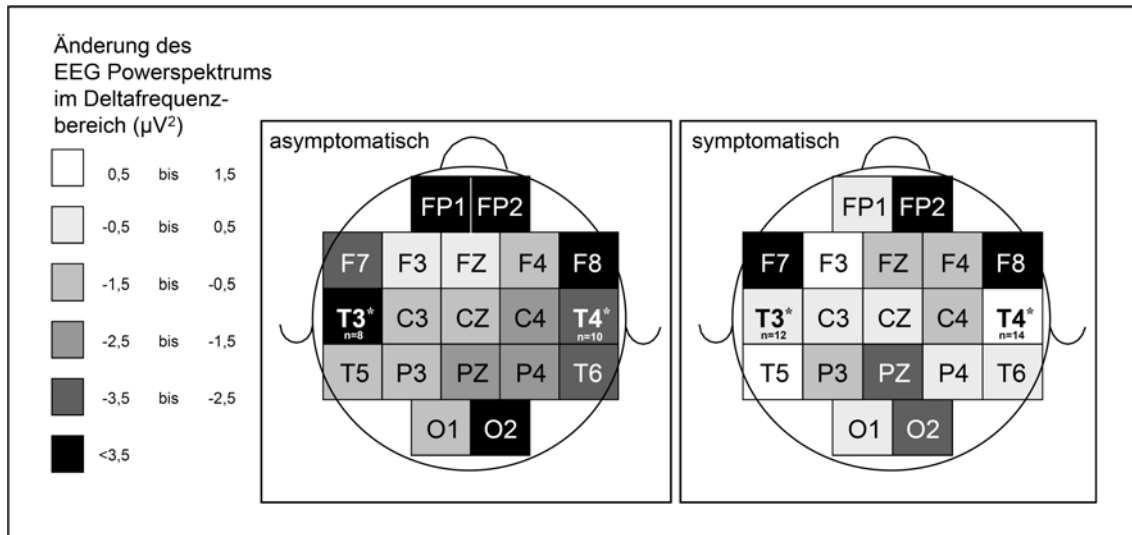 Änderung des
EEG Powerspektrums
im Deltafrequenz-
bereich (µV²)
0,5 bis 1,5
-0,5 bis 0,5
-1,5 bis -0,5
-2,5 bis -1,5
-3,5 bis -2,5
<3,5
asymptomatisch
FP1 FP2
F7 F3 FZ F4 F8
T3* C3 CZ C4 T4*
n=8 n=10
T5 P3 PZ P4 T6
O1 O2
symptomatisch
FP1 FP2
F7 F3 FZ F4 F8
T3* C3 CZ C4 T4*
n=12 n=14
T5 P3 PZ P4 T6
O1 O2